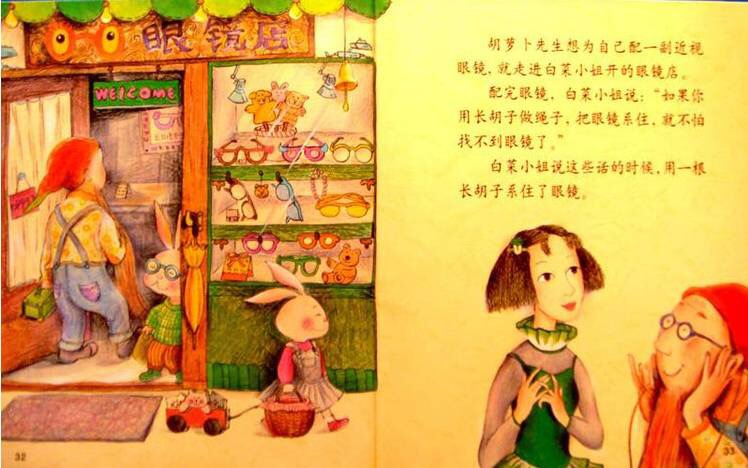 眼镜店
WELCOME
胡萝卜先生想为自己配一副近视
眼镜，就走进白菜小姐开的眼镜店。
配完眼镜，白菜小姐说：“如果你
用长胡子做绳子，把眼镜系住，就不怕
找不到眼镜了。”
白菜小姐说这些话的时候，用一根
长胡子系住了眼镜。
32
33